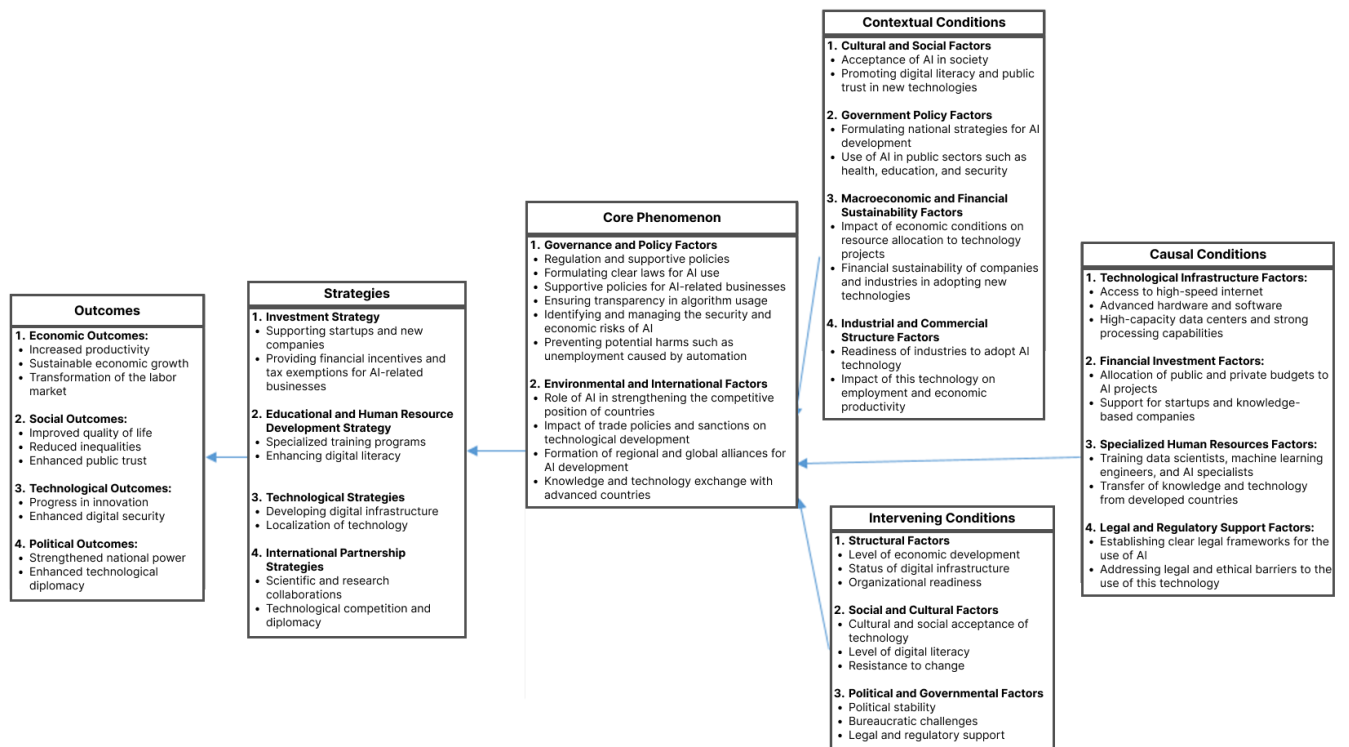 Contextual Conditions
1. Cultural and Social Factors
• Acceptance of AI in society
• Promoting digital literacy and public
trust in new technologies
2. Government Policy Factors
• Formulating national strategies for AI
development
• Use of AI in public sectors such as
health, education, and security
3. Macroeconomic and Financial
Sustainability Factors
• Impact of economic conditions on
resource allocation to technology
projects
• Financial sustainability of companies
and industries in adopting new
technologies
4. Industrial and Commercial
Structure Factors
• Readiness of industries to adopt AI
technology
• Impact of this technology on
employment and economic
productivity
Core Phenomenon
1. Governance and Policy Factors
• Regulation and supportive policies
• Formulating clear laws for AI use
• Supportive policies for AI-related businesses
• Ensuring transparency in algorithm usage
• Identifying and managing the security and
economic risks of AI
• Preventing potential harms such as
unemployment caused by automation
2. Environmental and International Factors
• Role of AI in strengthening the competitive
position of countries
• Impact of trade policies and sanctions on
technological development
• Formation of regional and global alliances for
AI development
• Knowledge and technology exchange with
advanced countries
Causal Conditions
1. Technological Infrastructure Factors:
• Access to high-speed internet
• Advanced hardware and software
• High-capacity data centers and strong
processing capabilities
2. Financial Investment Factors:
• Allocation of public and private budgets to
AI projects
• Support for startups and knowledge-
based companies
3. Specialized Human Resources Factors:
• Training data scientists, machine learning
engineers, and AI specialists
• Transfer of knowledge and technology
from developed countries
4. Legal and Regulatory Support Factors:
• Establishing clear legal frameworks for the
use of AI
• Addressing legal and ethical barriers to the
use of this technology
Strategies
1. Investment Strategy
• Supporting startups and new
companies
• Providing financial incentives and
tax exemptions for AI-related
businesses
2. Educational and Human Resource
Development Strategy
• Specialized training programs
• Enhancing digital literacy
3. Technological Strategies
• Developing digital infrastructure
• Localization of technology
4. International Partnership
Strategies
• Scientific and research
collaborations
• Technological competition and
diplomacy
Outcomes
1. Economic Outcomes:
• Increased productivity
• Sustainable economic growth
• Transformation of the labor
market
2. Social Outcomes:
• Improved quality of life
• Reduced inequalities
• Enhanced public trust
3. Technological Outcomes:
• Progress in innovation
• Enhanced digital security
4. Political Outcomes:
• Strengthened national power
• Enhanced technological
diplomacy
Intervening Conditions
1. Structural Factors
• Level of economic development
• Status of digital infrastructure
• Organizational readiness
2. Social and Cultural Factors
• Cultural and social acceptance of
technology
• Level of digital literacy
• Resistance to change
3. Political and Governmental Factors
• Political stability
• Bureaucratic challenges
• Legal and regulatory support